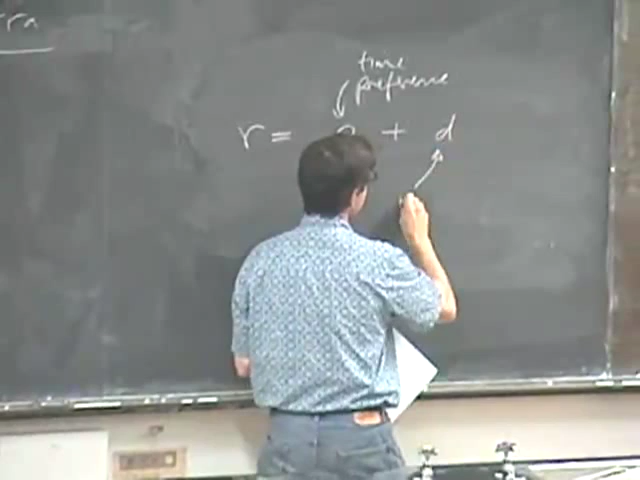 time
preference
r = + d